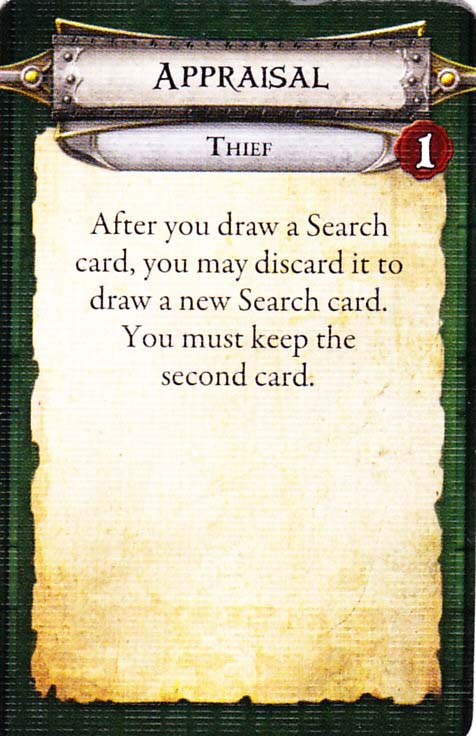 APPRAISAL
THIEF
1
After you draw a Search
card, you may discard it to
draw a new Search card.
You must keep the
second card.